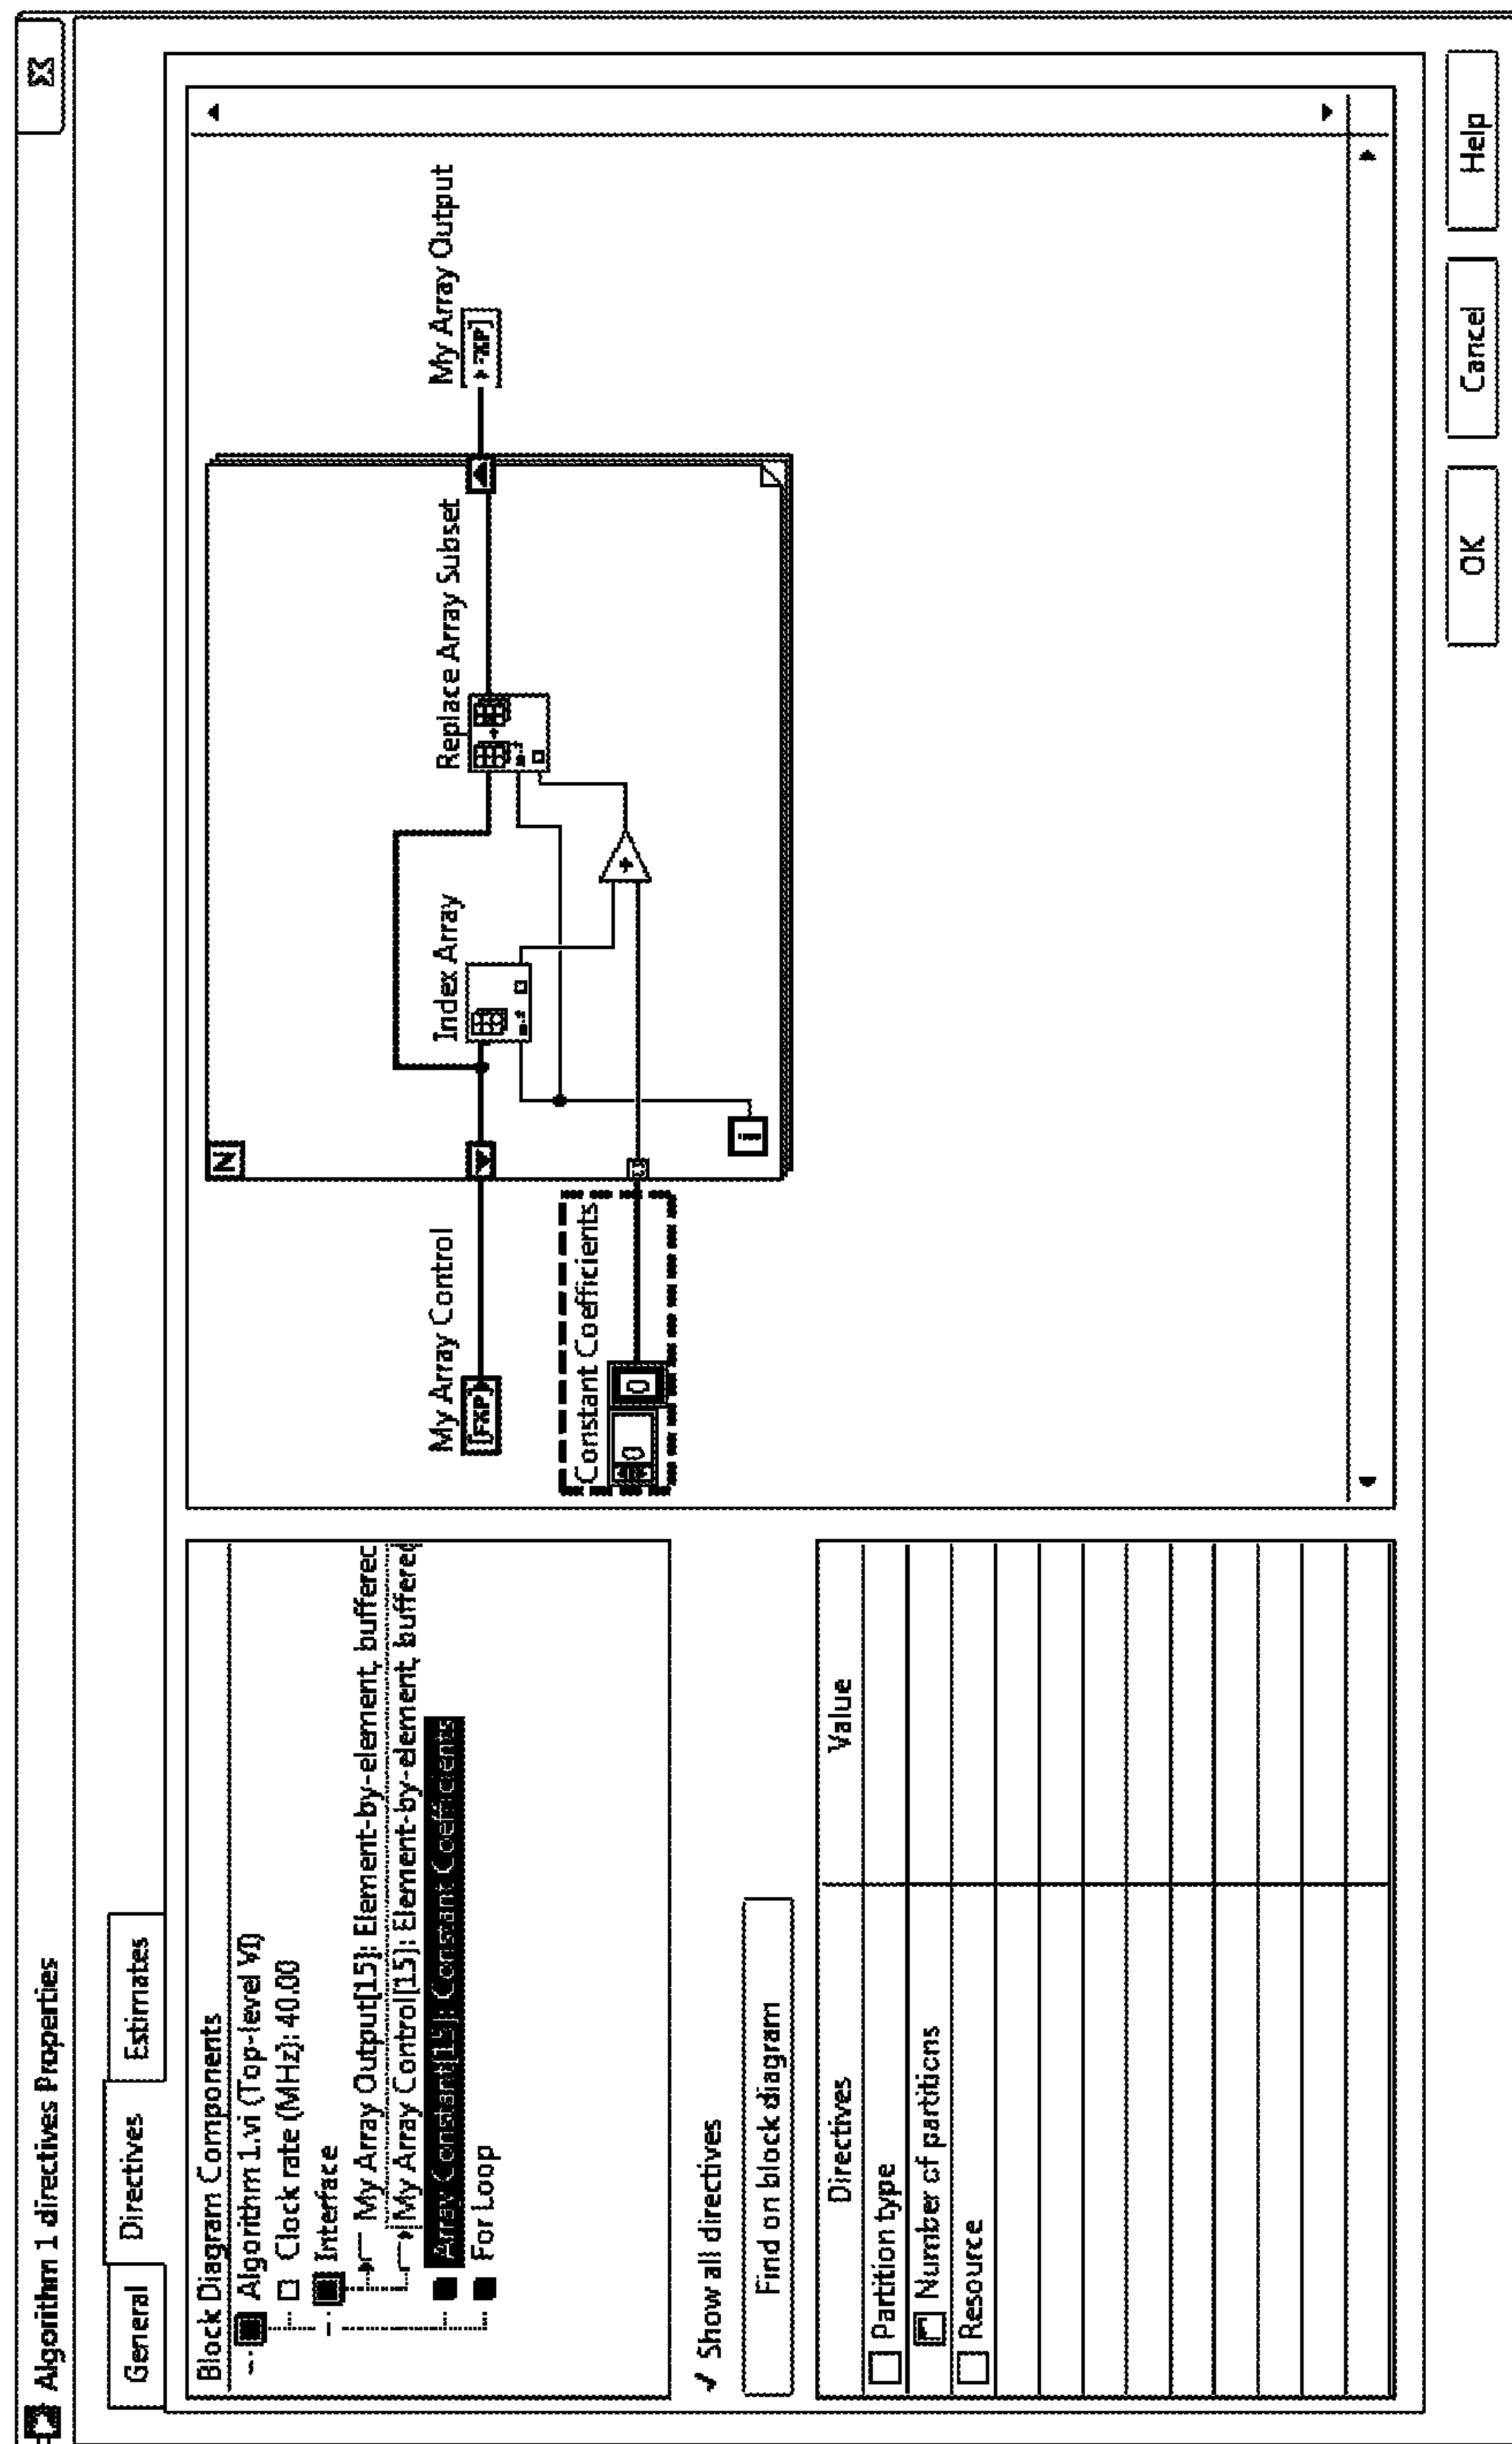 Algorithm 1 directives Properties
General
Directives
Estimates
Block Diagram Components
Algorithm 1.vi (Top-level VI)
Clock rate (MHz): 40.00
Interface
My Array Output[15]: Element-by-element, buffered
My Array Control[15]: Element-by-element, buffered
Array Constant[15]: Constant Coefficients
For Loop
Show all directives
Find on block diagram
Directives Value
Partition type
Number of partitions
Resource
My Array Control
[FXP]
Constant Coefficients
0 0
N
Index Array
Replace Array Subset
+
i
My Array Output
OK
Cancel
Help